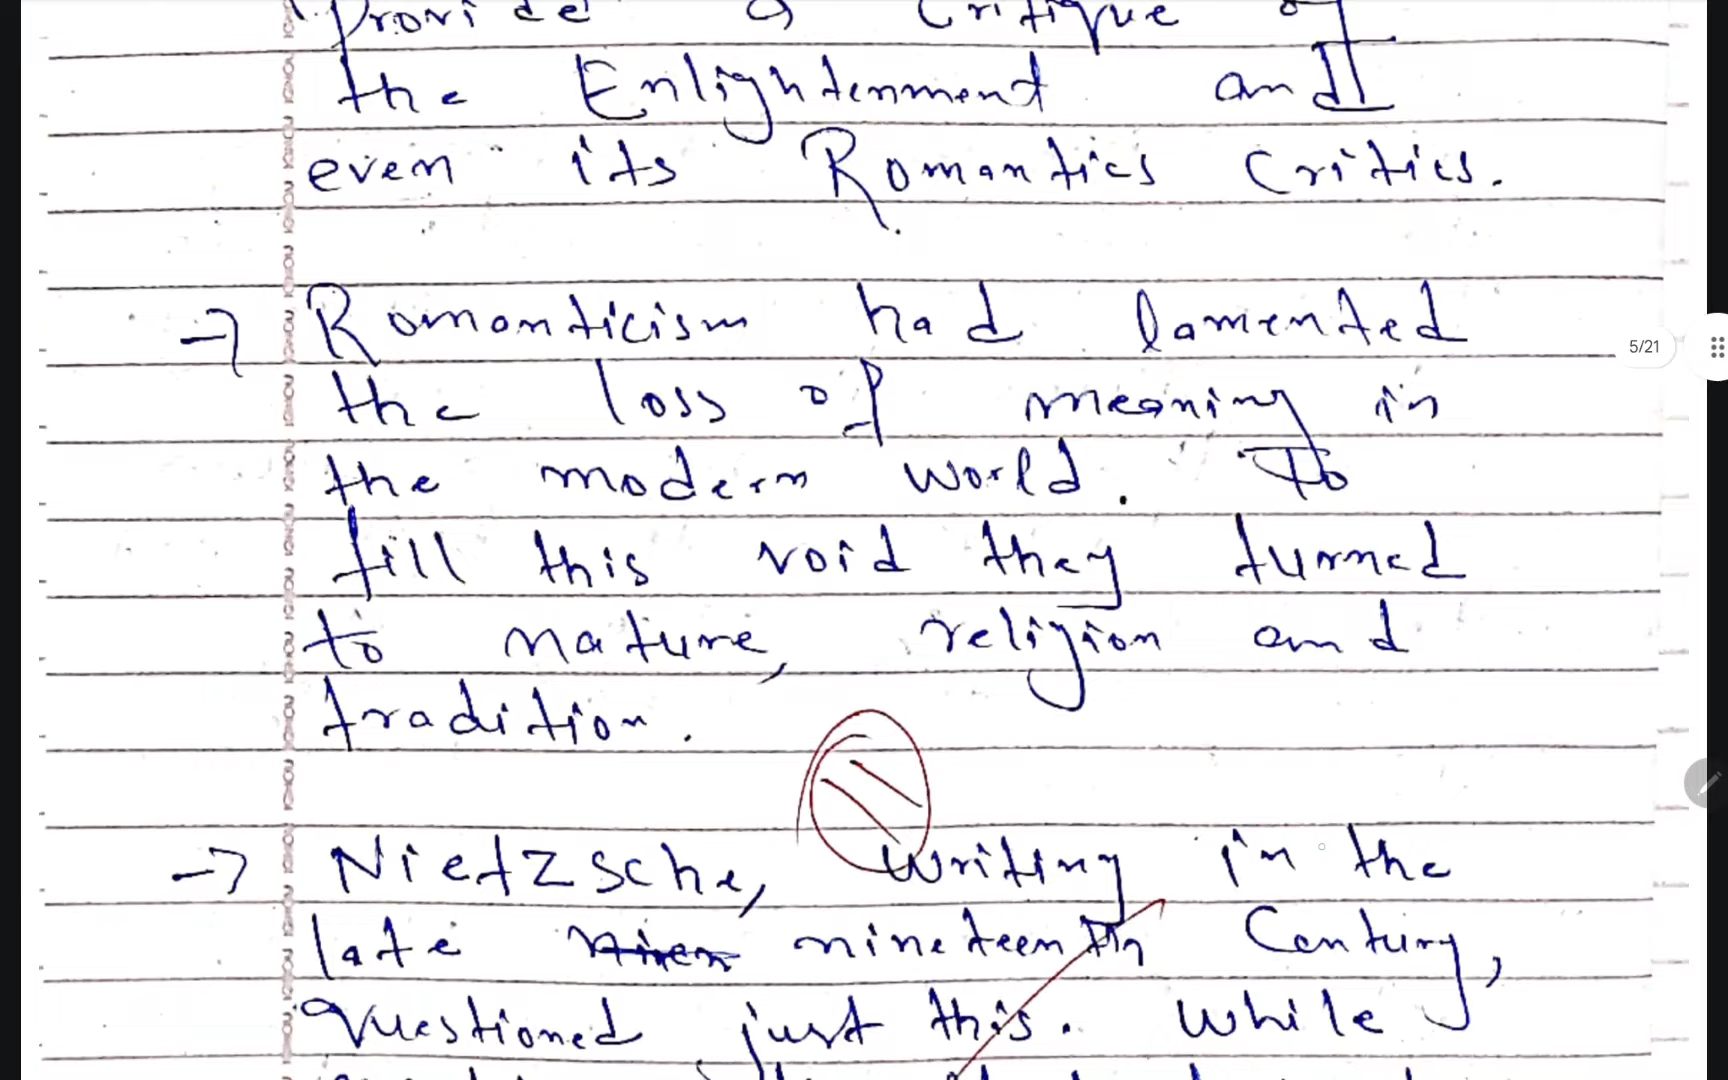 Provide a critique of
the Enlightenment and
even its Romantics critics.
→ Romanticism had lamented
the loss of meaning in
the modern world. To
fill this void they turned
to nature, religion and
tradition.
5/21
→ Nietzsche, writing in the
late nineteenth Century,
questioned just this. While